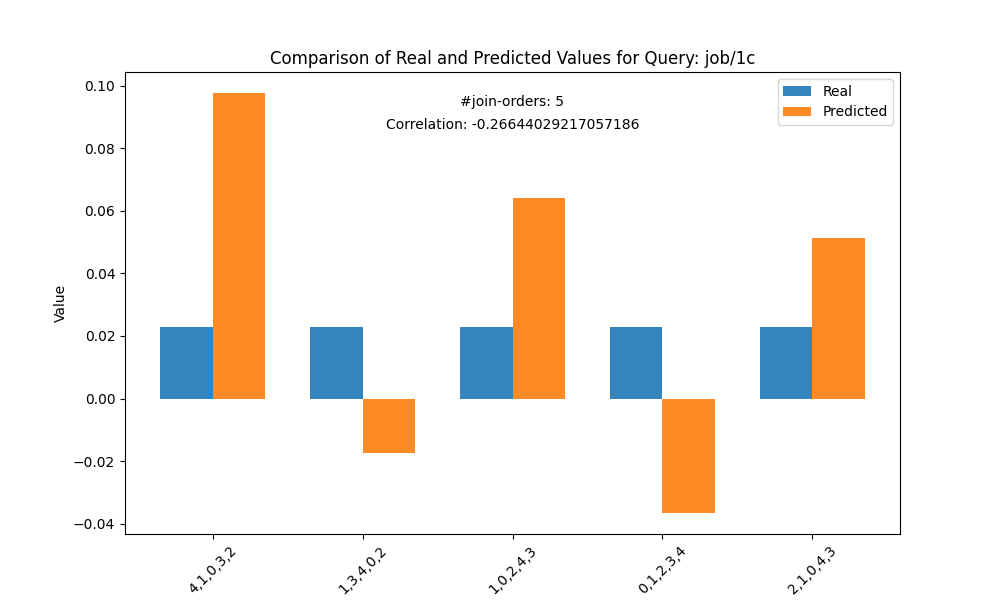 Comparison of Real and Predicted Values for Query: job/1c
#join-orders: 5
Correlation: -0.26644029217057186
Real
Predicted
Value
0.10
0.08
0.06
0.04
0.02
0.00
−0.02
−0.04
4,1,0,3,2
1,3,4,0,2
1,0,2,4,3
0,1,2,3,4
2,1,0,4,3